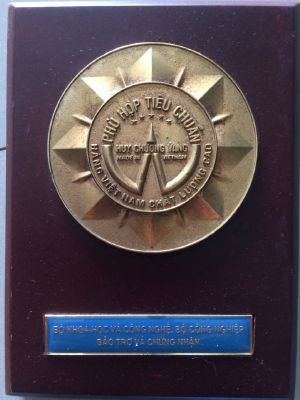 PHÙ HỢP TIÊU CHUẨN
HUY CHƯƠNG VÀNG
MADE IN VIETNAM
HÀNG VIỆT NAM CHẤT LƯỢNG CAO
BỘ KHOA HỌC VÀ CÔNG NGHỆ, BỘ CÔNG NGHIỆP
BẢO TRỢ VÀ CHỨNG NHẬN